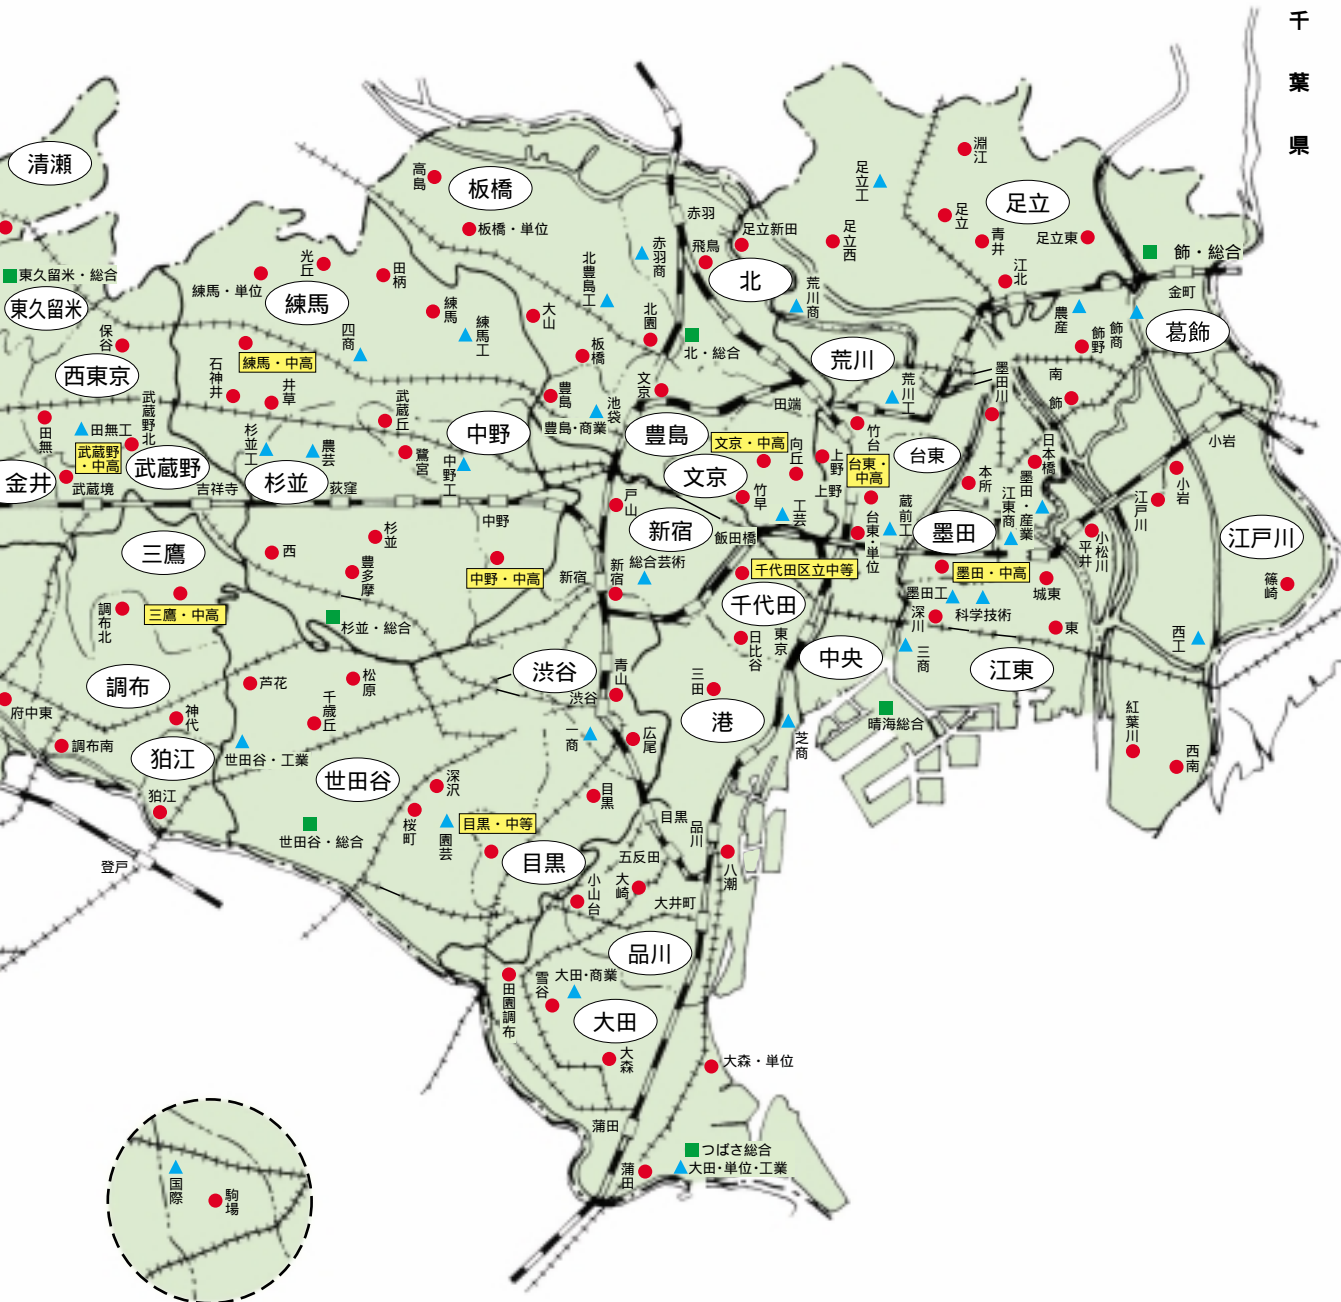 千葉県
清瀬
東久留米・総合
東久留米
保谷
西東京
田無
田無工
武蔵野・中高
武蔵野北
武蔵野
金井
武蔵境
吉祥寺
高島
板橋
板橋・単位
光丘
練馬・単位
練馬
田柄
練馬
練馬工
四商
練馬・中高
石神井
井草
大山
北豊島工
赤羽商
赤羽
飛鳥
足立新田
北
北園
北・総合
板橋
豊島
池袋
豊島・商業
文京
豊島
田端
足立工
淵江
足立
足立
青井
足立東
足立西
江北
荒川商
荒川
荒川工
飾・総合
金町
農産
飾野
飾商
葛飾
南
飾
墨田川
小岩
小岩
江戸川
江戸川
篠崎
武蔵丘
鷺宮
中野
中野工
杉並工
農芸
杉並
荻窪
中野
文京・中高
向丘
文京
竹早
工芸
上野
上野
竹台
台東・中高
台東
台東・単位
蔵前工
本所
日本橋
墨田・産業
江東商
墨田
平井
小松川
戸山
新宿
飯田橋
総合芸術
新宿
新宿
千代田区立中等
千代田
日比谷
東京
中央
墨田・中高
墨田工
科学技術
城東
深川
東
三商
江東
西工
紅葉川
西南
晴海総合
三鷹
三鷹・中高
調布北
調布
神代
府中東
調布南
狛江
狛江
登戸
西
杉並
豊多摩
中野・中高
杉並・総合
芦花
松原
千歳丘
世田谷・工業
世田谷
世田谷・総合
深沢
桜町
園芸
目黒・中等
目黒
渋谷
渋谷
青山
一商
広尾
目黒
目黒
三田
港
芝商
品川
五反田
大崎
小山台
大井町
八潮
品川
田園調布
雪谷
大田・商業
大田
大森
大森・単位
蒲田
蒲田
つばさ総合
大田・単位・工業
国際
駒場